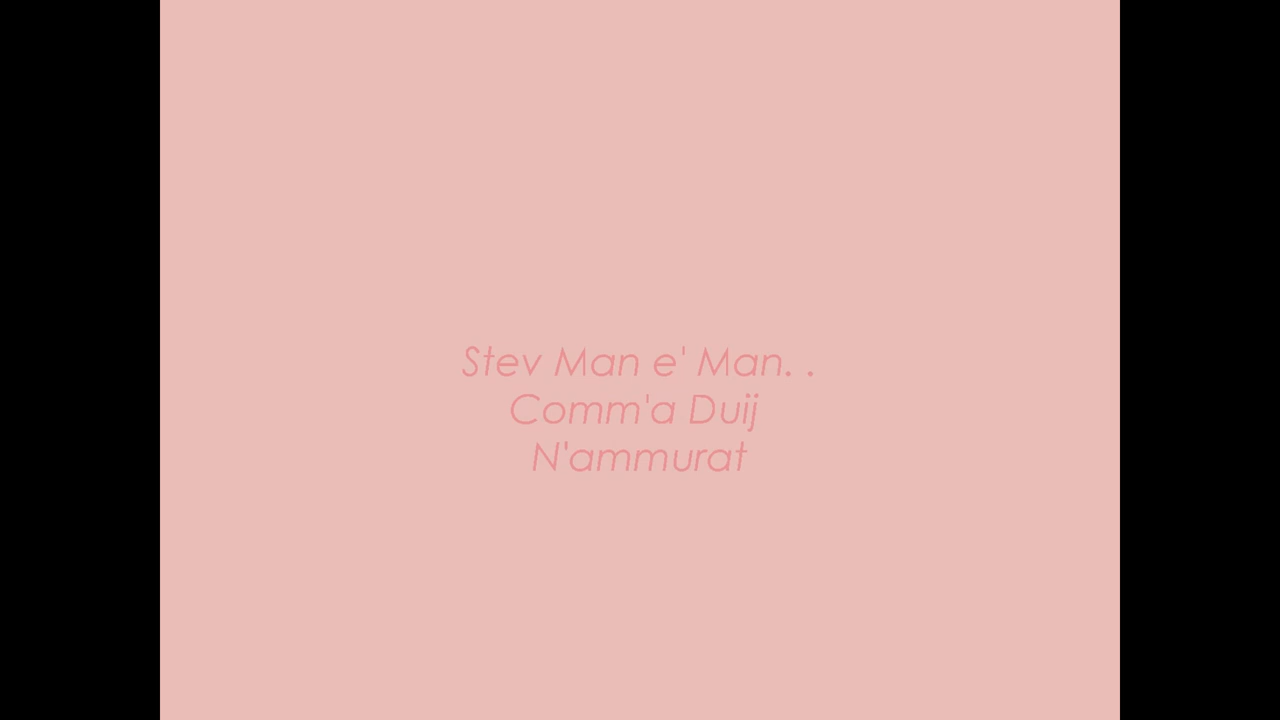 Stev Man e' Man. .
Comm'a Duij
N'ammurat